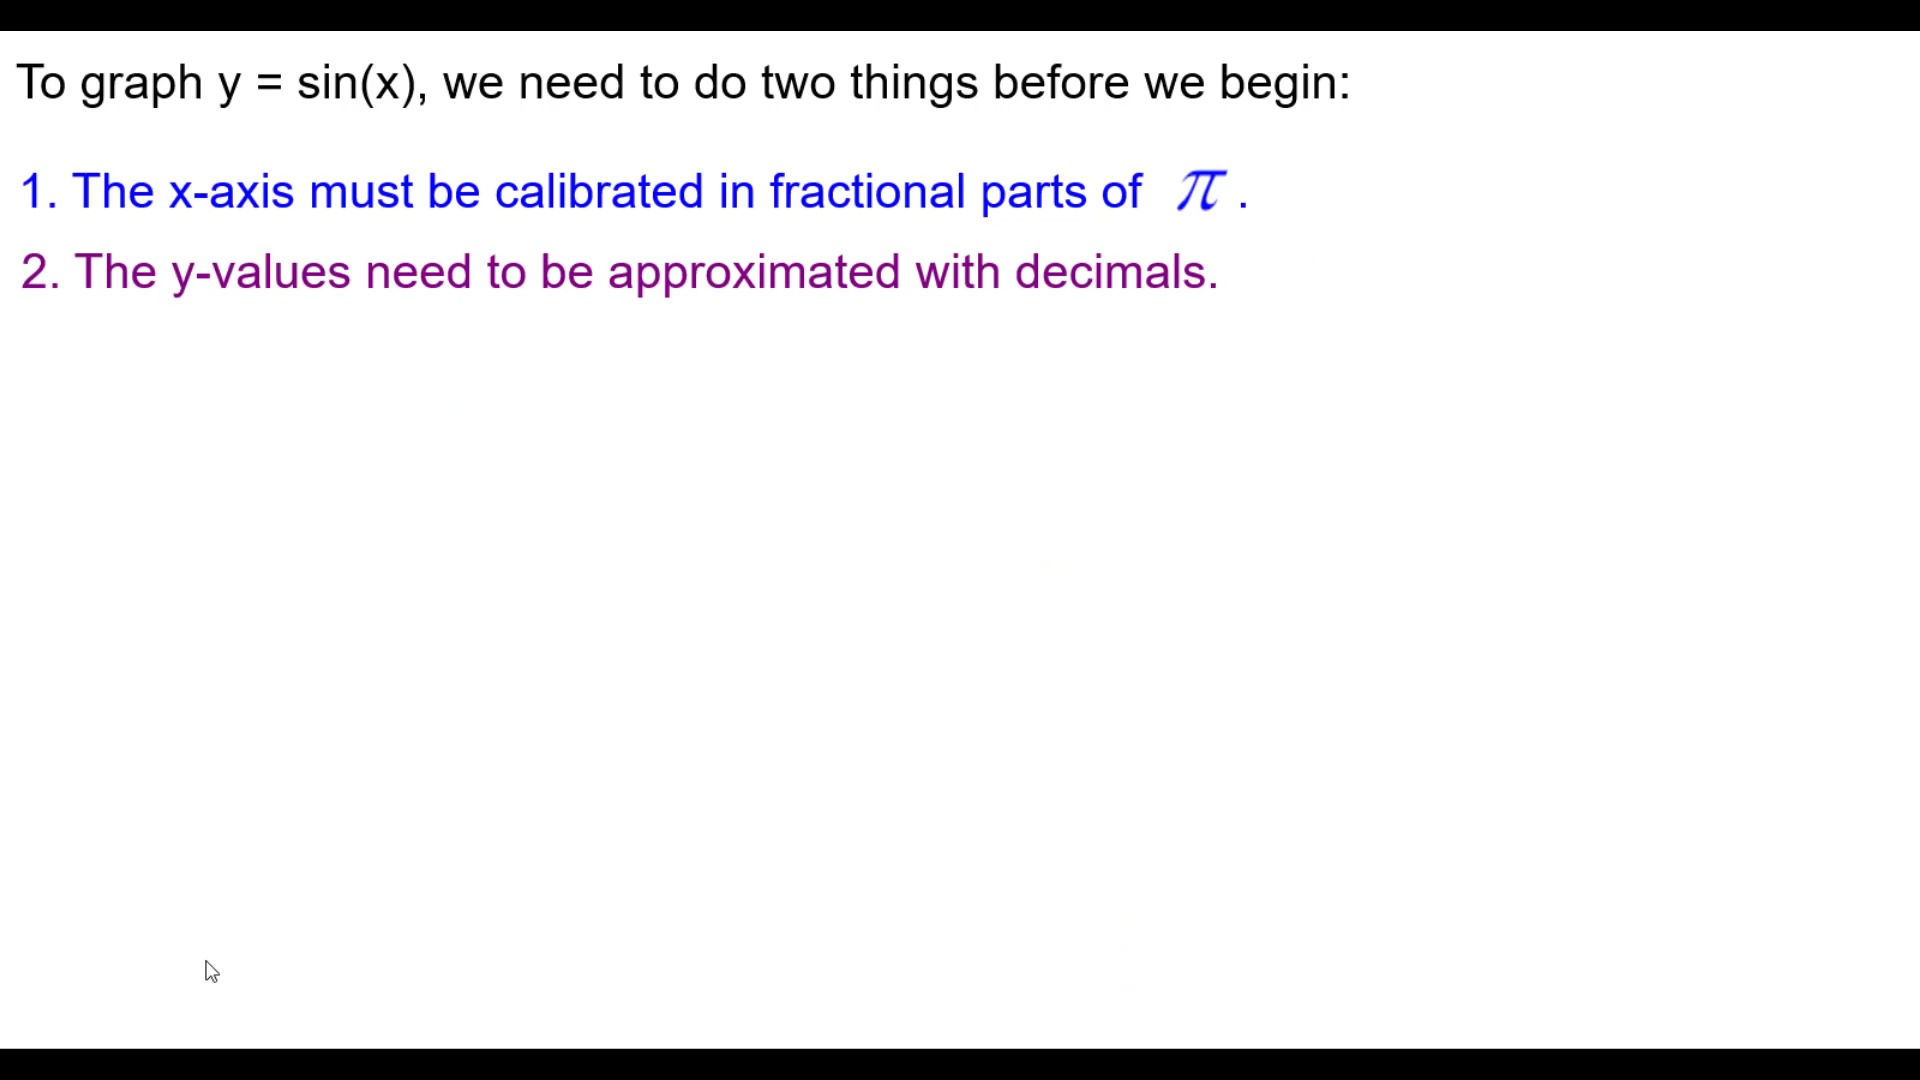 To graph y = sin(x), we need to do two things before we begin:
1. The x-axis must be calibrated in fractional parts of π .
2. The y-values need to be approximated with decimals.